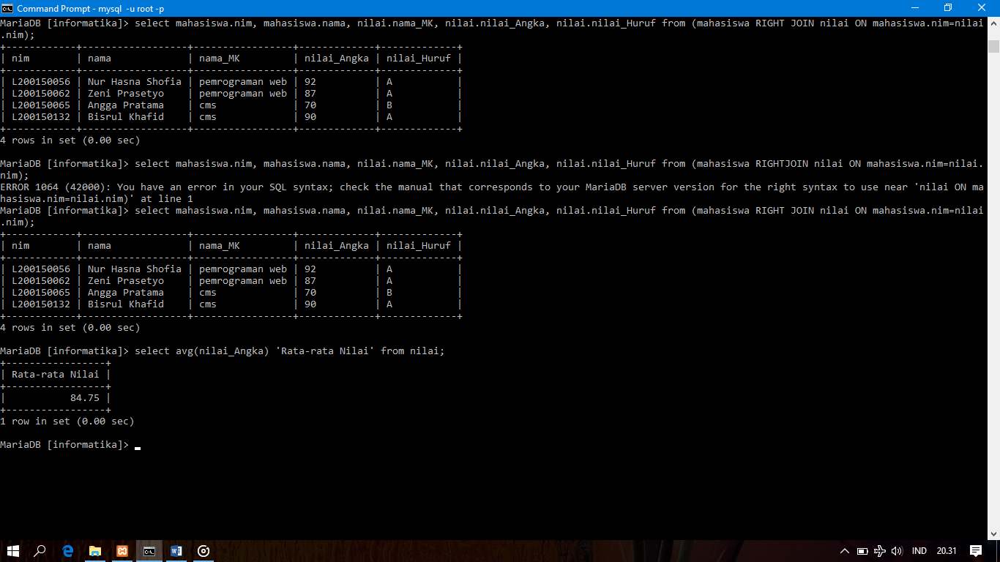 Command Prompt - mysql -u root -p
MariaDB [informatika]> select mahasiswa.nim, mahasiswa.nama, nilai.nama_MK, nilai.nilai_Angka, nilai.nilai_Huruf from (mahasiswa RIGHT JOIN nilai ON mahasiswa.nim=nilai
.nim);
+------------+------------------+----------------+-------------+-------------+
| nim        | nama             | nama_MK        | nilai_Angka | nilai_Huruf |
+------------+------------------+----------------+-------------+-------------+
| L200150056 | Nur Hasna Shofia | pemrograman web | 92          | A           |
| L200150062 | Zeni Prasetyo    | pemrograman web | 87          | A           |
| L200150065 | Angga Pratama    | cms             | 70          | B           |
| L200150132 | Bisrul Khafid    | cms             | 90          | A           |
+------------+------------------+----------------+-------------+-------------+
4 rows in set (0.00 sec)
MariaDB [informatika]> select mahasiswa.nim, mahasiswa.nama, nilai.nama_MK, nilai.nilai_Angka, nilai.nilai_Huruf from (mahasiswa RIGHTJOIN nilai ON mahasiswa.nim=nilai.
nim);
ERROR 1064 (42000): You have an error in your SQL syntax; check the manual that corresponds to your MariaDB server version for the right syntax to use near 'nilai ON ma
hasiswa.nim=nilai.nim)' at line 1
MariaDB [informatika]> select mahasiswa.nim, mahasiswa.nama, nilai.nama_MK, nilai.nilai_Angka, nilai.nilai_Huruf from (mahasiswa RIGHT JOIN nilai ON mahasiswa.nim=nilai
.nim);
+------------+------------------+----------------+-------------+-------------+
| nim        | nama             | nama_MK        | nilai_Angka | nilai_Huruf |
+------------+------------------+----------------+-------------+-------------+
| L200150056 | Nur Hasna Shofia | pemrograman web | 92          | A           |
| L200150062 | Zeni Prasetyo    | pemrograman web | 87          | A           |
| L200150065 | Angga Pratama    | cms             | 70          | B           |
| L200150132 | Bisrul Khafid    | cms             | 90          | A           |
+------------+------------------+----------------+-------------+-------------+
4 rows in set (0.00 sec)
MariaDB [informatika]> select avg(nilai_Angka) 'Rata-rata Nilai' from nilai;
+-----------------+
| Rata-rata Nilai |
+-----------------+
|           84.75 |
+-----------------+
1 row in set (0.00 sec)
MariaDB [informatika]>
IND 20.31